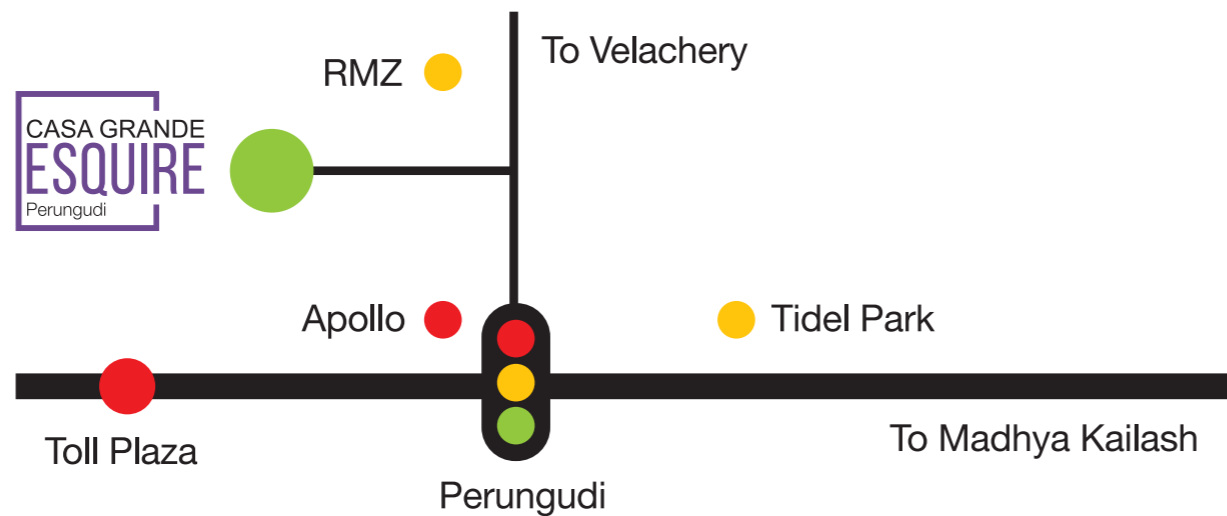 To Velachery
RMZ
CASA GRANDE
ESQUIRE
Perungudi
Apollo
Tidel Park
Toll Plaza
To Madhya Kailash
Perungudi